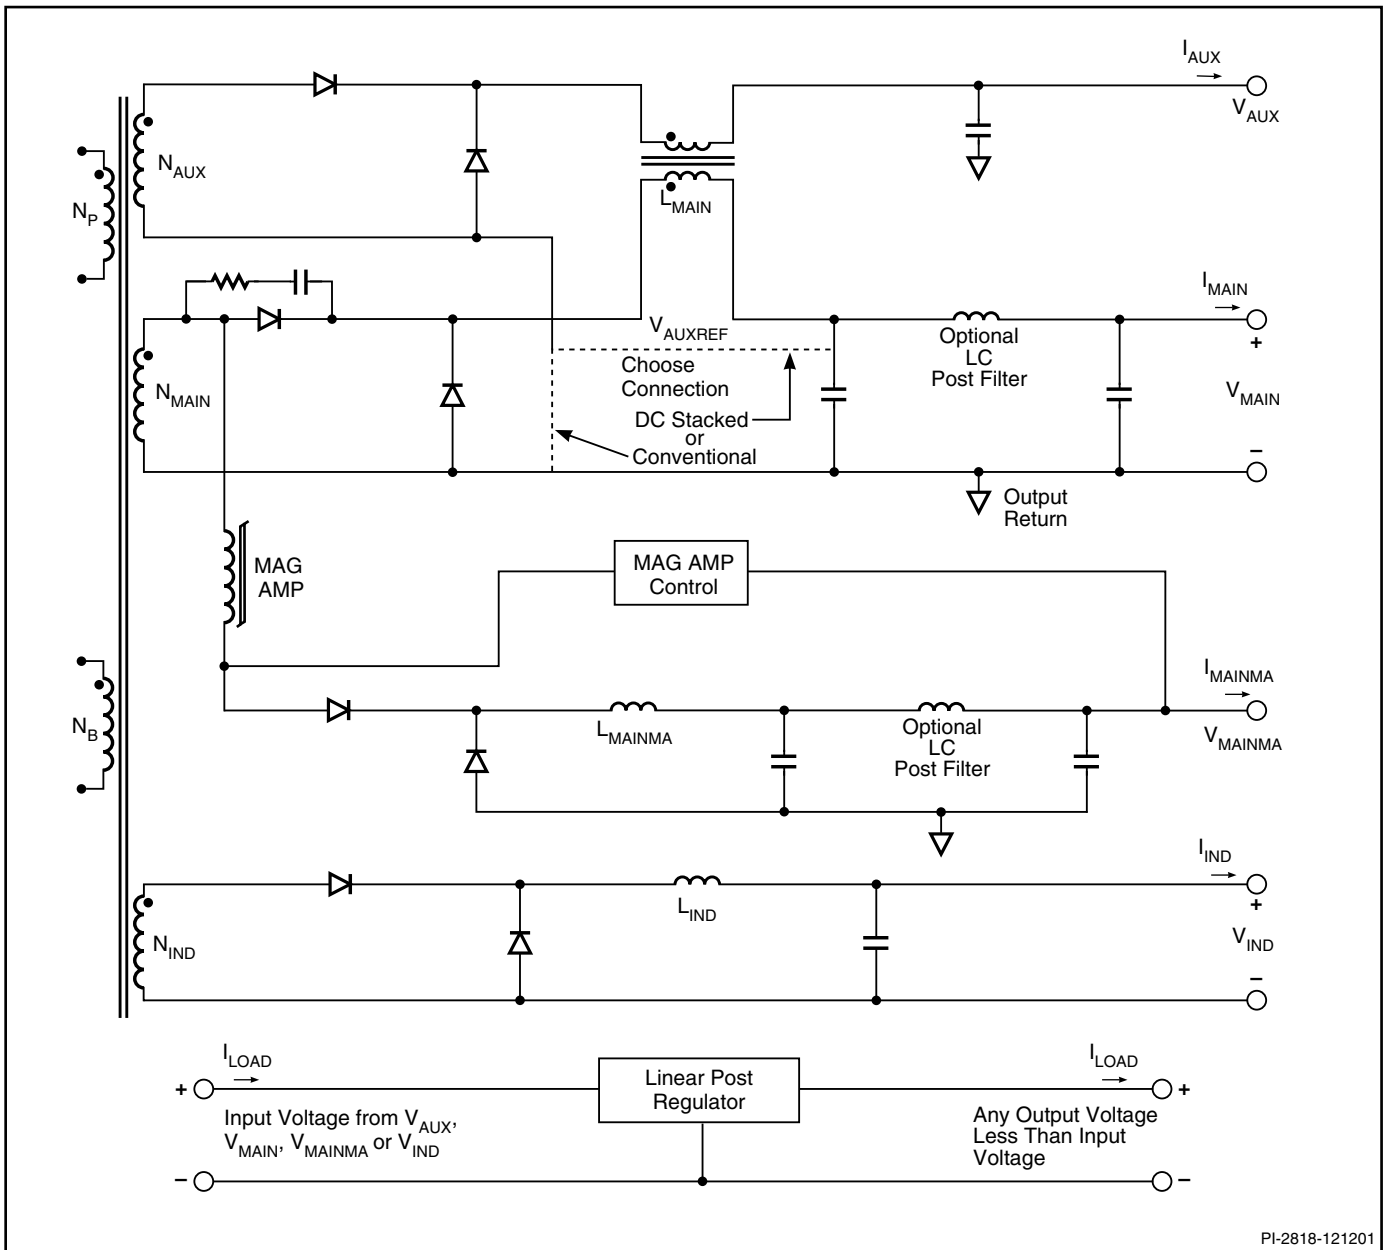 I_AUX
V_AUX
N_AUX
N_P
L_MAIN
I_MAIN
V_AUXREF
Choose
Connection
DC Stacked
or
Conventional
Optional
LC
Post Filter
+
V_MAIN
–
N_MAIN
Output
Return
MAG
AMP
MAG AMP
Control
N_B
I_MAINMA
V_MAINMA
L_MAINMA
Optional
LC
Post Filter
I_IND
+
V_IND
–
N_IND
L_IND
I_LOAD
+
Input Voltage from V_AUX,
V_MAIN, V_MAINMA or V_IND
–
Linear Post
Regulator
I_LOAD
+
Any Output Voltage
Less Than Input
Voltage
–
PI-2818-121201